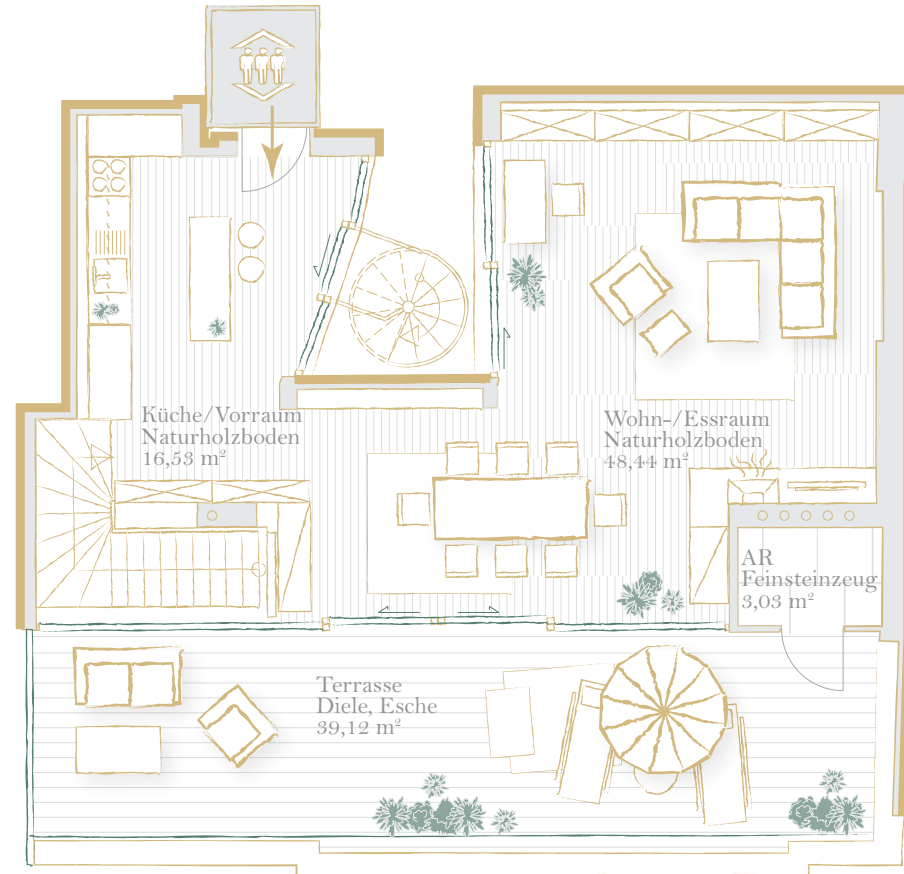 Küche/Vorraum
Naturholzboden
16,53 m²
Wohn-/Essraum
Naturholzboden
48,44 m²
AR
Feinsteinzeug
3,03 m²
Terrasse
Diele, Esche
39,12 m²